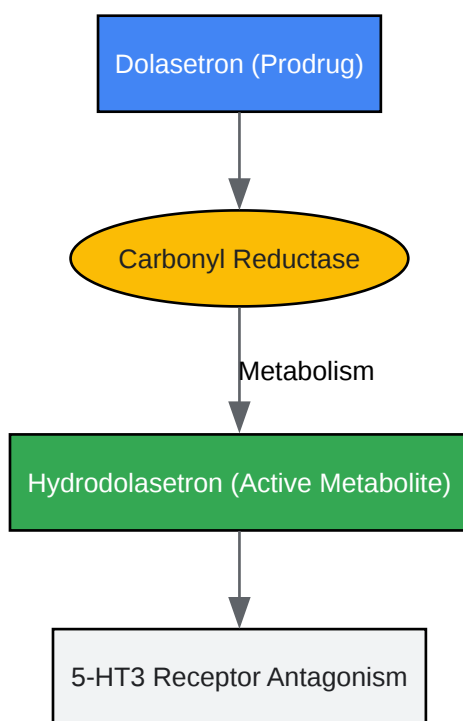 Dolasetron (Prodrug)
Carbonyl Reductase
Metabolism
Hydrodolasetron (Active Metabolite)
5-HT3 Receptor Antagonism